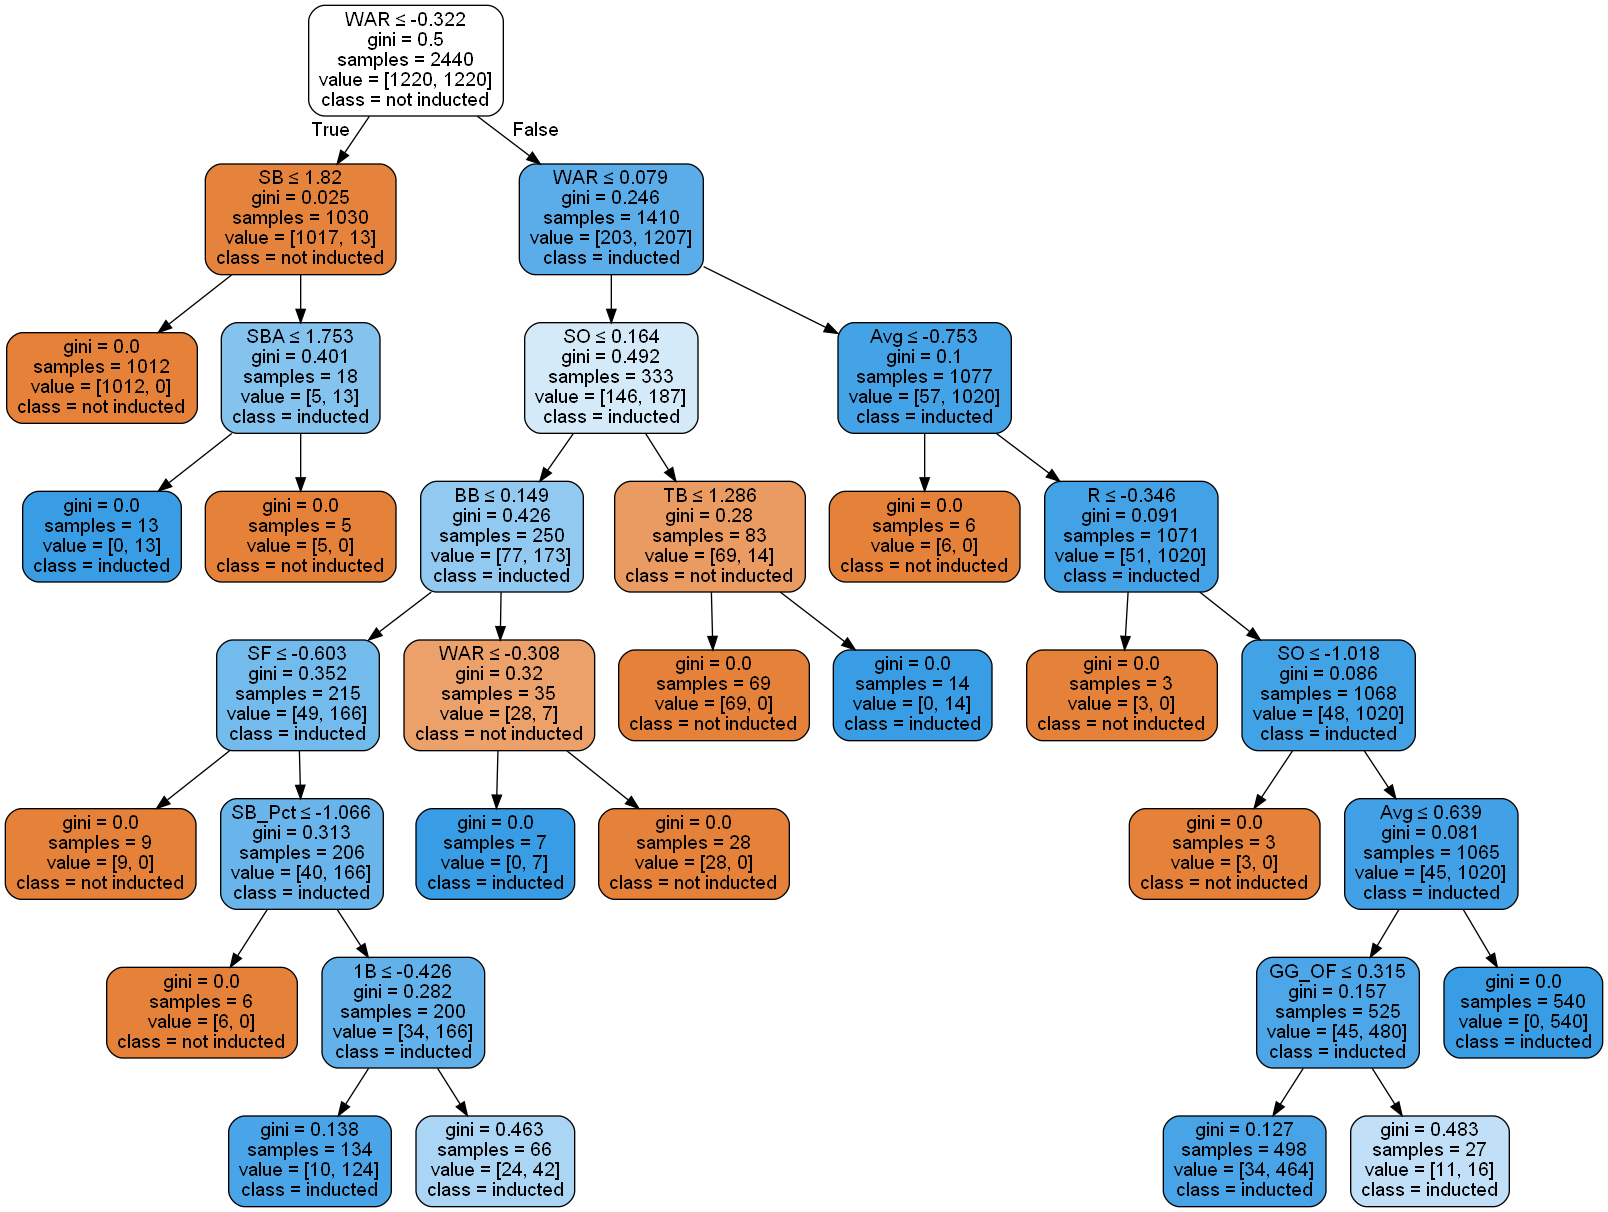 WAR ≤ -0.322
gini = 0.5
samples = 2440
value = [1220, 1220]
class = not inducted
True
False
SB ≤ 1.82
gini = 0.025
samples = 1030
value = [1017, 13]
class = not inducted
WAR ≤ 0.079
gini = 0.246
samples = 1410
value = [203, 1207]
class = inducted
gini = 0.0
samples = 1012
value = [1012, 0]
class = not inducted
SBA ≤ 1.753
gini = 0.401
samples = 18
value = [5, 13]
class = inducted
SO ≤ 0.164
gini = 0.492
samples = 333
value = [146, 187]
class = inducted
Avg ≤ -0.753
gini = 0.1
samples = 1077
value = [57, 1020]
class = inducted
gini = 0.0
samples = 13
value = [0, 13]
class = inducted
gini = 0.0
samples = 5
value = [5, 0]
class = not inducted
BB ≤ 0.149
gini = 0.426
samples = 250
value = [77, 173]
class = inducted
TB ≤ 1.286
gini = 0.28
samples = 83
value = [69, 14]
class = not inducted
gini = 0.0
samples = 6
value = [6, 0]
class = not inducted
R ≤ -0.346
gini = 0.091
samples = 1071
value = [51, 1020]
class = inducted
SF ≤ -0.603
gini = 0.352
samples = 215
value = [49, 166]
class = inducted
WAR ≤ -0.308
gini = 0.32
samples = 35
value = [28, 7]
class = not inducted
gini = 0.0
samples = 69
value = [69, 0]
class = not inducted
gini = 0.0
samples = 14
value = [0, 14]
class = inducted
gini = 0.0
samples = 3
value = [3, 0]
class = not inducted
SO ≤ -1.018
gini = 0.086
samples = 1068
value = [48, 1020]
class = inducted
gini = 0.0
samples = 9
value = [9, 0]
class = not inducted
SB_Pct ≤ -1.066
gini = 0.313
samples = 206
value = [40, 166]
class = inducted
gini = 0.0
samples = 7
value = [0, 7]
class = inducted
gini = 0.0
samples = 28
value = [28, 0]
class = not inducted
gini = 0.0
samples = 3
value = [3, 0]
class = not inducted
Avg ≤ 0.639
gini = 0.081
samples = 1065
value = [45, 1020]
class = inducted
gini = 0.0
samples = 6
value = [6, 0]
class = not inducted
1B ≤ -0.426
gini = 0.282
samples = 200
value = [34, 166]
class = inducted
GG_OF ≤ 0.315
gini = 0.157
samples = 525
value = [45, 480]
class = inducted
gini = 0.0
samples = 540
value = [0, 540]
class = inducted
gini = 0.138
samples = 134
value = [10, 124]
class = inducted
gini = 0.463
samples = 66
value = [24, 42]
class = inducted
gini = 0.127
samples = 498
value = [34, 464]
class = inducted
gini = 0.483
samples = 27
value = [11, 16]
class = inducted